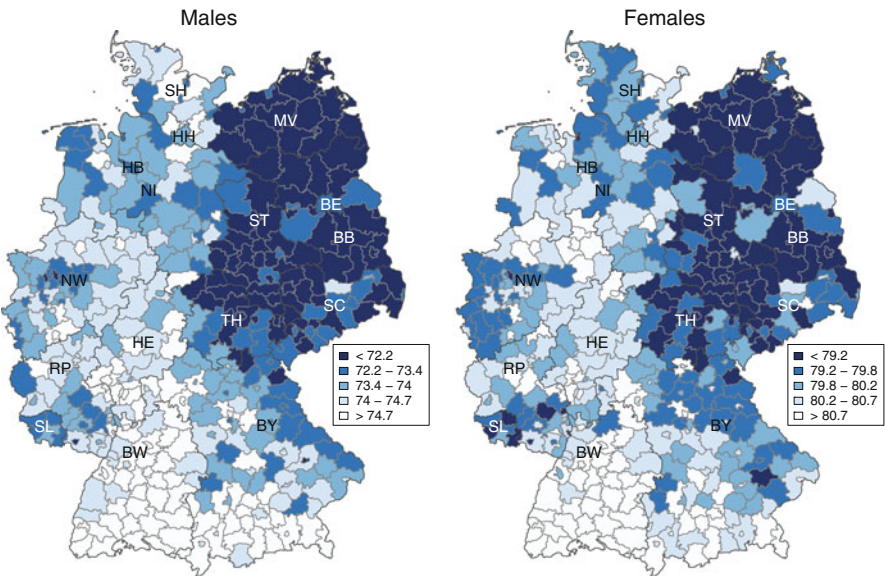 Males
SH
MV
HH
HB
NI
BE
ST
BB
NW
SC
TH
HE
RP
SL
BY
BW
< 72.2
72.2 – 73.4
73.4 – 74
74 – 74.7
> 74.7
Females
SH
MV
HH
HB
NI
BE
ST
BB
NW
SC
TH
HE
RP
SL
BY
BW
< 79.2
79.2 – 79.8
79.8 – 80.2
80.2 – 80.7
> 80.7